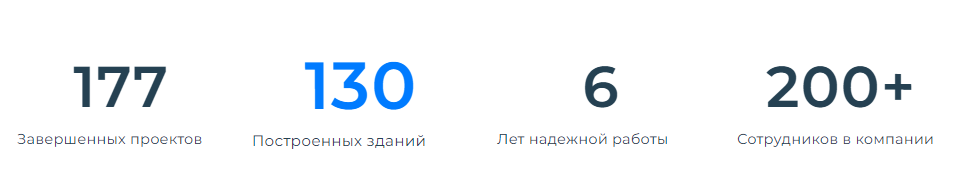 177 130 6 200+
Завершенных проектов Построенных зданий Лет надежной работы Сотрудников в компании